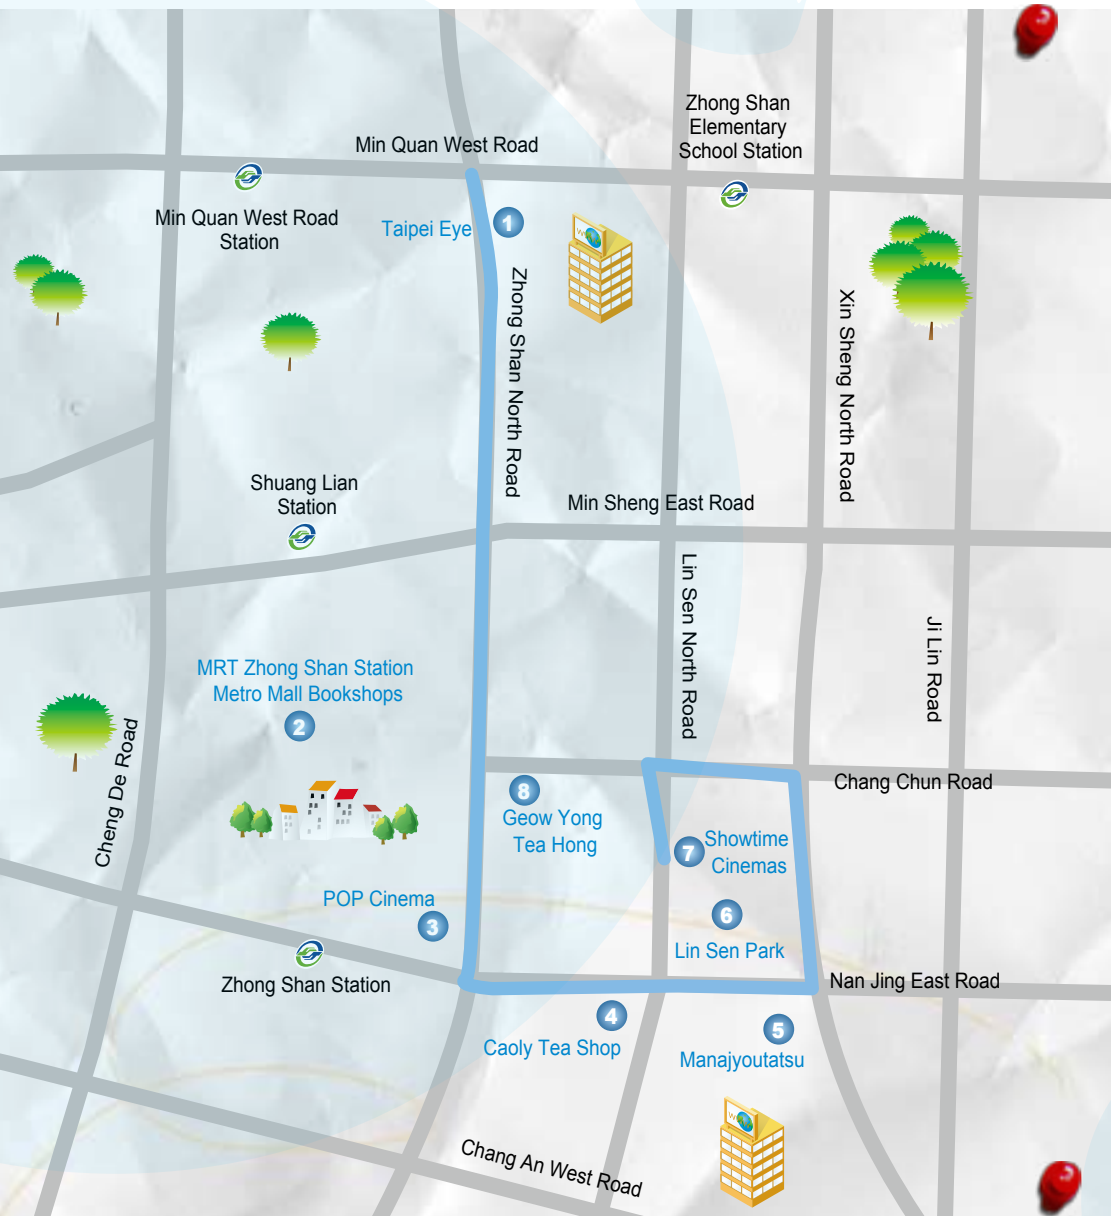 Zhong Shan
Elementary
School Station
Min Quan West Road
Min Quan West Road
Station
Taipei Eye
1
Zhong Shan North Road
Xin Sheng North Road
Shuang Lian
Station
Min Sheng East Road
Lin Sen North Road
Ji Lin Road
MRT Zhong Shan Station
Metro Mall Bookshops
2
Cheng De Road
Chang Chun Road
8
Geow Yong
Tea Hong
7
Showtime
Cinemas
POP Cinema
3
6
Lin Sen Park
Zhong Shan Station
Nan Jing East Road
4
Caoly Tea Shop
5
Manajyoutatsu
Chang An West Road